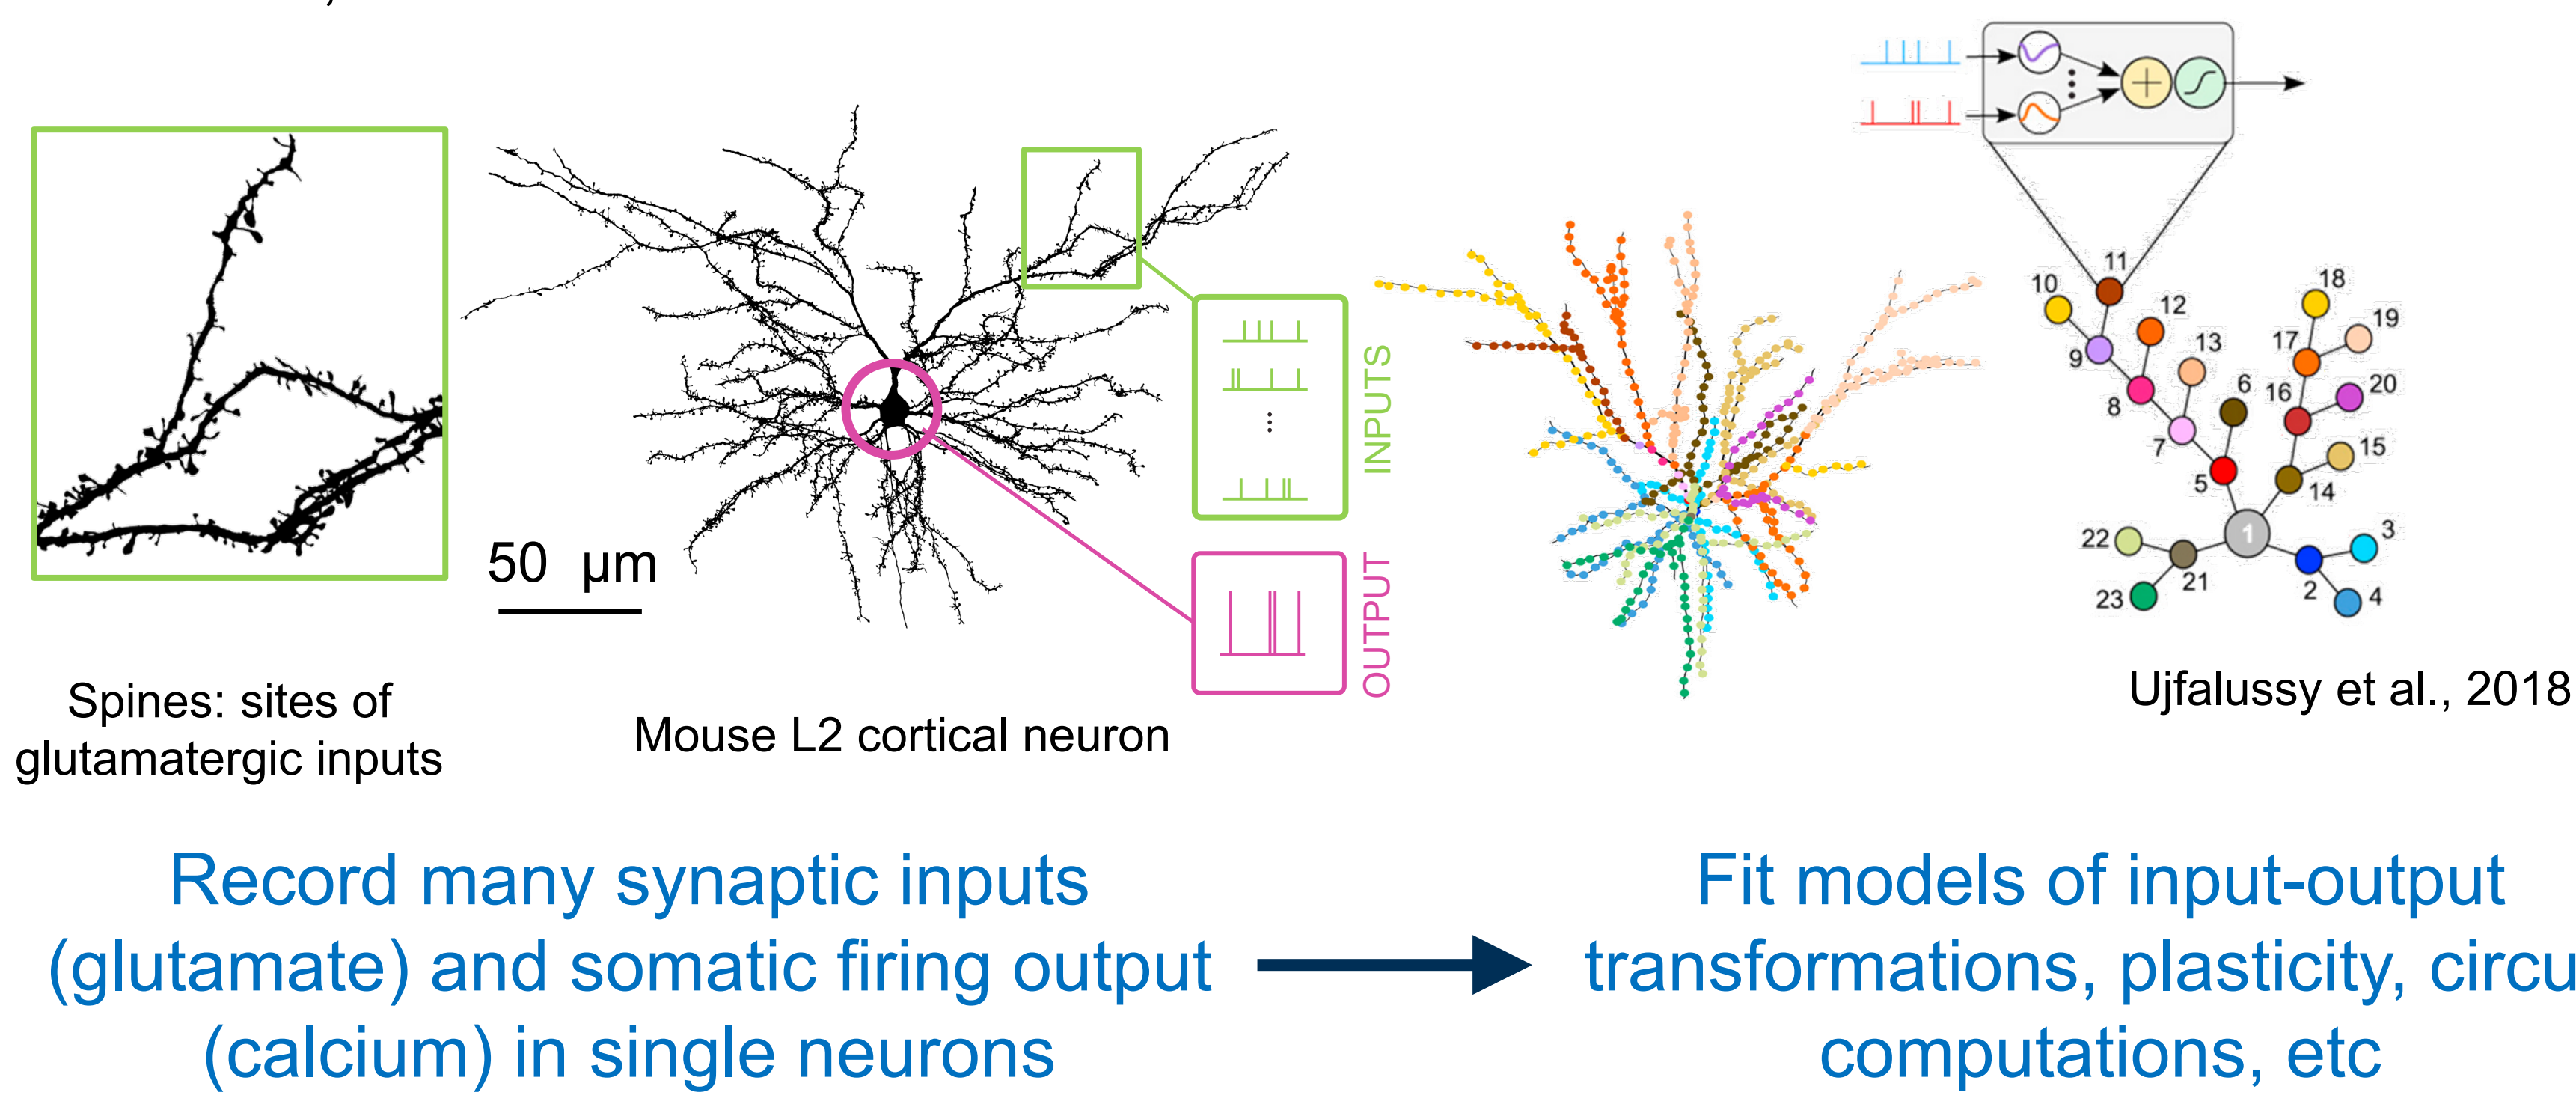 11
10
18
12
19
17
13
9
6
16
20
8
7
15
5
14
1
22
3
21
2
4
23
INPUTS
OUTPUT
50 μm
Spines: sites of
glutamatergic inputs
Mouse L2 cortical neuron
Ujfalussy et al., 2018
Record many synaptic inputs
(glutamate) and somatic firing output
(calcium) in single neurons
Fit models of input-output
transformations, plasticity,
computations, etc